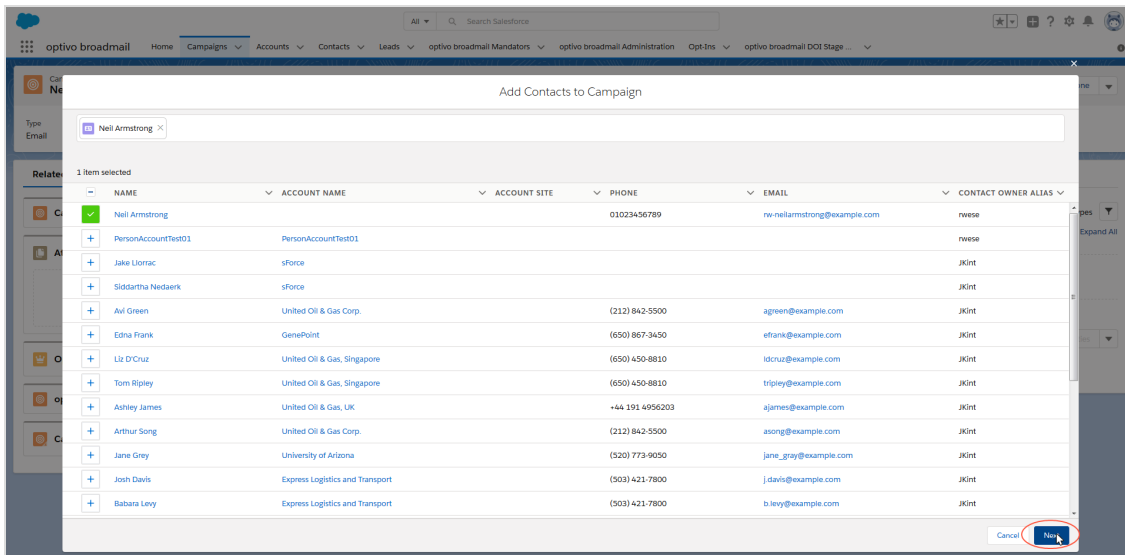 All Search Salesforce
optivo broadmail Home Campaigns Accounts Contacts Leads optivo broadmail Mandators optivo broadmail Administration Opt-Ins optivo broadmail DOI Stage ...
Add Contacts to Campaign
Type
Email
Neil Armstrong
1 item selected
NAME ACCOUNT NAME ACCOUNT SITE PHONE EMAIL CONTACT OWNER ALIAS
Neil Armstrong 01023456789 rw-neilarmstrong@example.com rwese
PersonAccountTest01 PersonAccountTest01 rwese
Expand All
Jake Llorrac sForce JKint
Siddartha Nedaerk sForce JKint
Avi Green United Oil & Gas Corp. (212) 842-5500 agreen@example.com JKint
Edna Frank GenePoint (650) 867-3450 efrank@example.com JKint
Liz D'Cruz United Oil & Gas, Singapore (650) 450-8810 ldcruz@example.com JKint
Tom Ripley United Oil & Gas, Singapore (650) 450-8810 tripley@example.com JKint
Ashley James United Oil & Gas, UK +44 191 4956203 ajames@example.com JKint
Arthur Song United Oil & Gas Corp. (212) 842-5500 asong@example.com JKint
Jane Grey University of Arizona (520) 773-9050 jane_gray@example.com JKint
Josh Davis Express Logistics and Transport (503) 421-7800 j.davis@example.com JKint
Babara Levy Express Logistics and Transport (503) 421-7800 b.levy@example.com JKint
Cancel Next